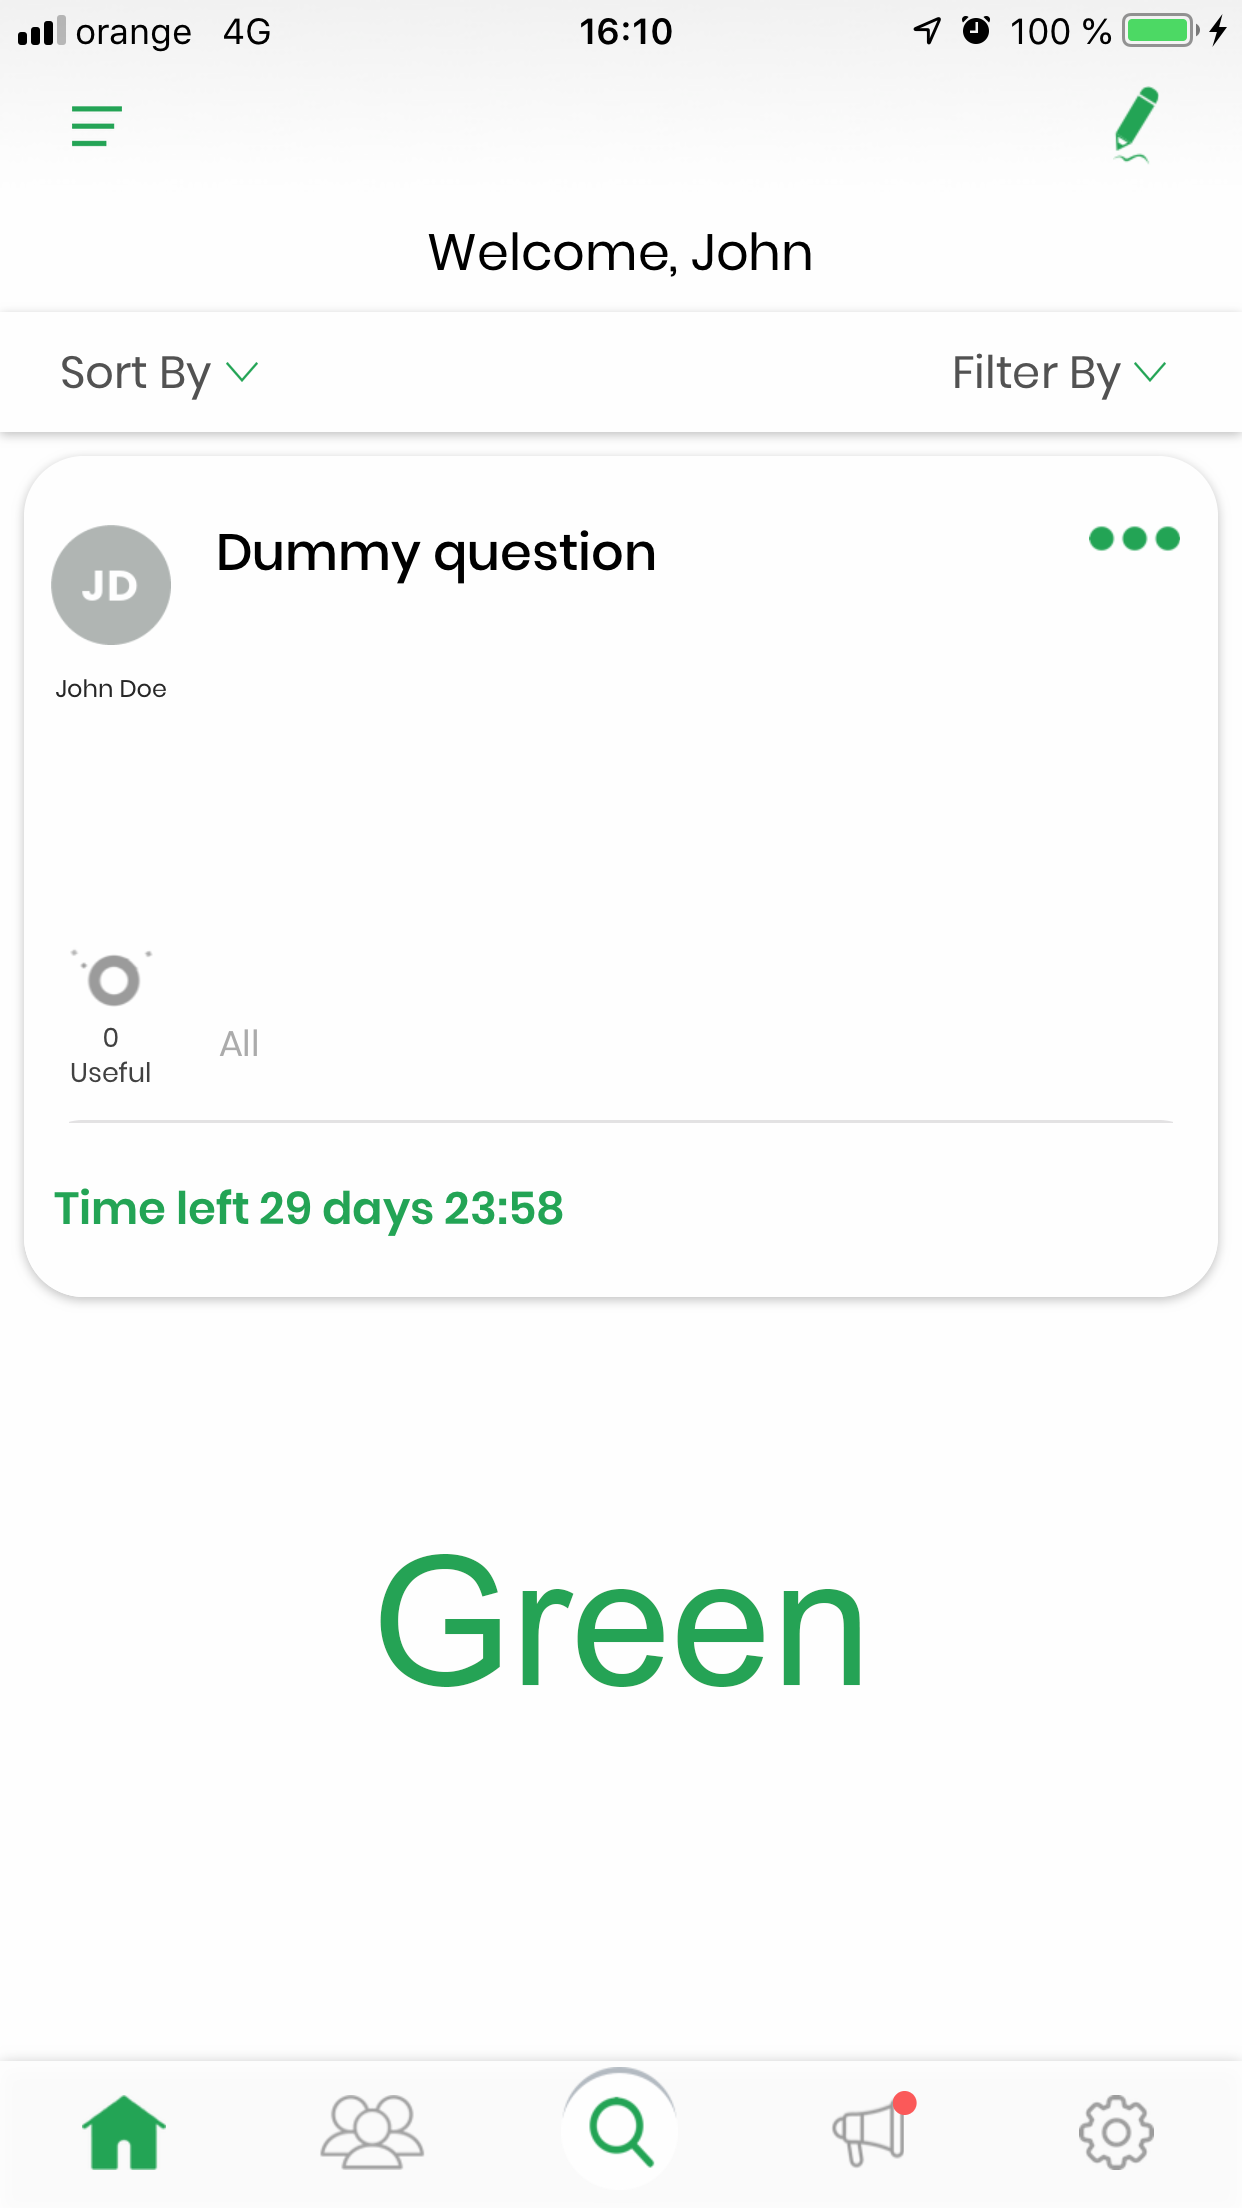 orange 4G 16:10 100 %
Welcome, John
Sort By Filter By
Dummy question
JD
John Doe
0
Useful
All
Time left 29 days 23:58
Green